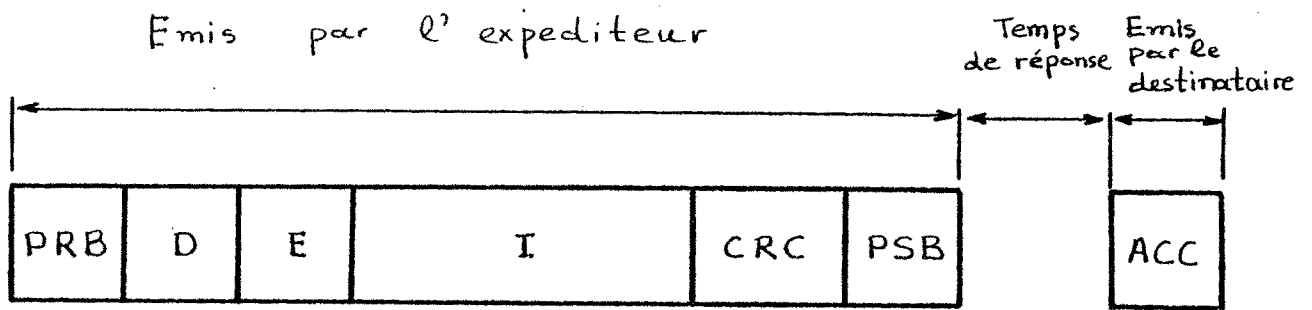 Emis par l'expediteur
Temps de réponse
Emis par le destinataire
PRB D E I CRC PSB ACC